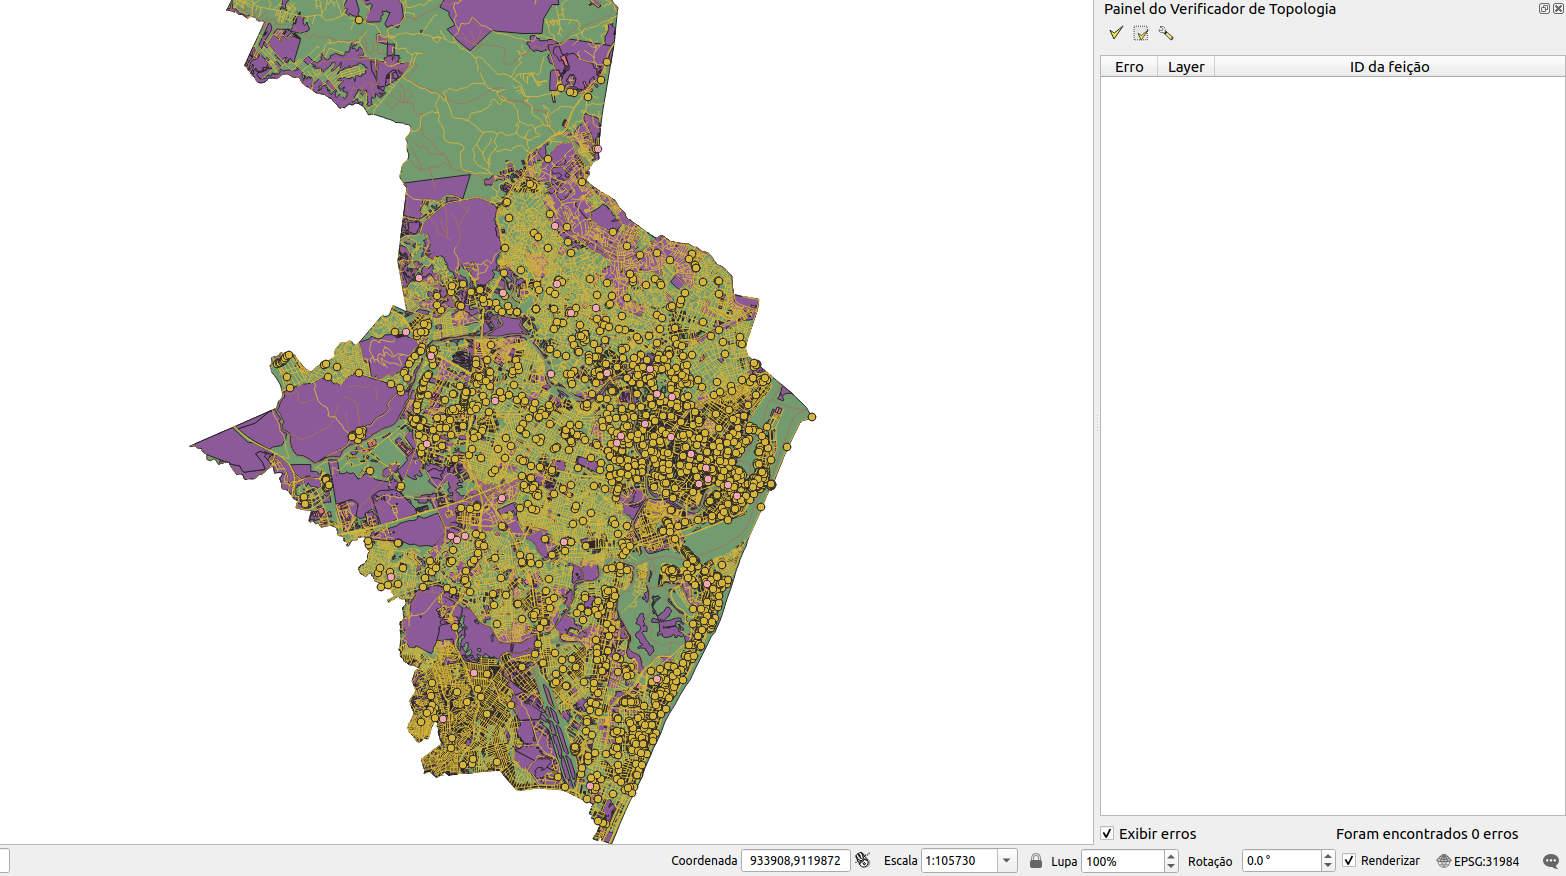 Painel do Verificador de Topologia
Erro Layer ID da feição
Exibir erros Foram encontrados 0 erros
Coordenada 933908,9119872 Escala 1:105730 Lupa 100% Rotação 0.0 ° Renderizar EPSG:31984